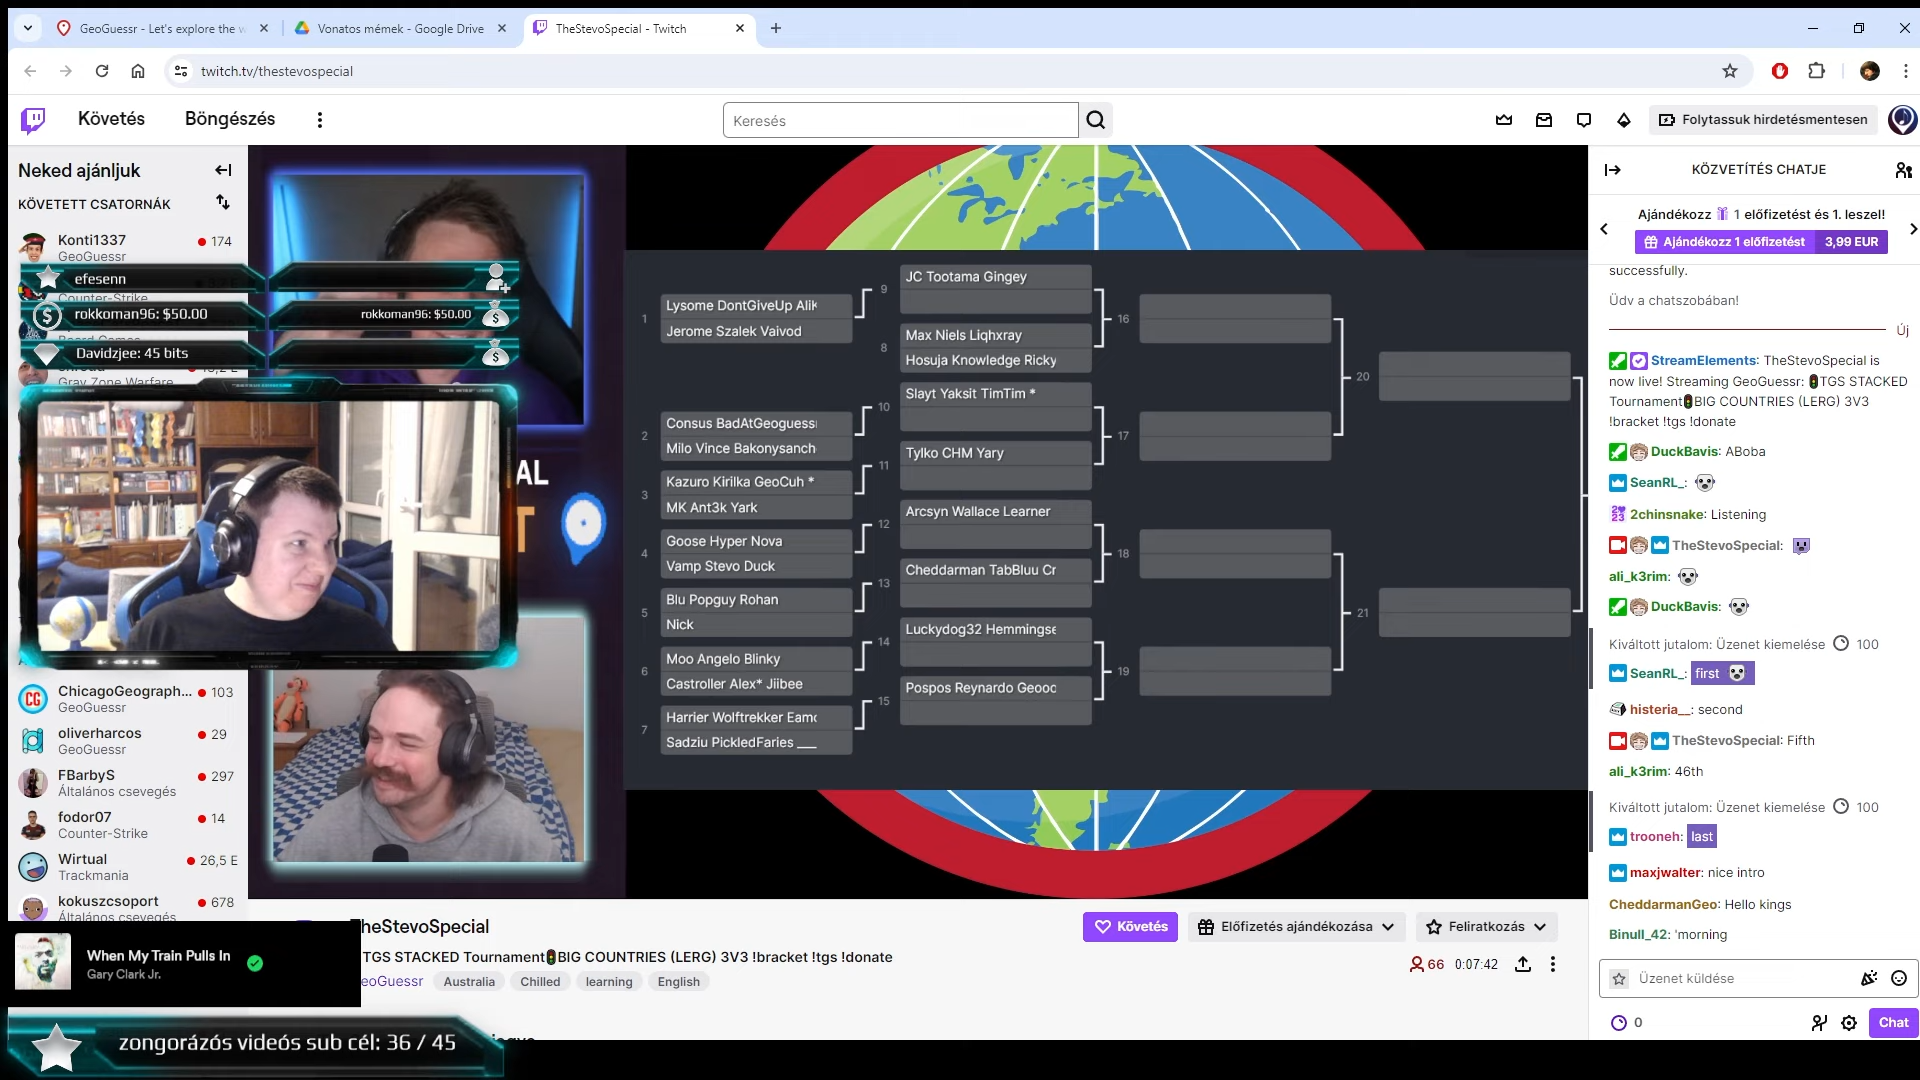 GeoGuessr - Let's explore the w
Vonatos mémek - Google Drive
TheStevoSpecial - Twitch
twitch.tv/thestevospecial
Követés
Böngészés
Keresés
Folytassuk hirdetésmentesen
Neked ajánljuk
KÖVETETT CSATORNÁK
Konti1337
174
GeoGuessr
efesenn
Counter-Strike
rokkoman96: $50.00
rokkoman96: $50.00
Davidzjee: 45 bits
Gray Zone Warfare
ChicagoGeograph...
103
GeoGuessr
oliverharcos
29
GeoGuessr
FBarbyS
297
Általános csevegés
fodor07
14
Counter-Strike
Wirtual
26,5 E
Trackmania
kokuszcsoport
678
Általános csevegés
When My Train Pulls In
Gary Clark Jr.
zongorázós videós sub cél: 36 / 45
AL
T
1
Lysome DontGiveUp Alik
Jerome Szalek Vaivod
2
Consus BadAtGeoguess
Milo Vince Bakonysanch
3
Kazuro Kirilka GeoCuh *
MK Ant3k Yark
4
Goose Hyper Nova
Vamp Stevo Duck
5
Blu Popguy Rohan
Nick
6
Moo Angelo Blinky
Castroller Alex* Jiibee
7
Harrier Wolftrekker Eamo
Sadziu PickledFaries ___
9
JC Tootama Gingey
8
Max Niels Liqhxray
Hosuja Knowledge Ricky
10
Slayt Yaksit TimTim *
11
Tylko CHM Yary
12
Arcsyn Wallace Learner
13
Cheddarman TabBluu Cr
14
Luckydog32 Hemmingse
15
Pospos Reynardo Geooc
16
17
18
19
20
21
TheStevoSpecial
TGS STACKED Tournament🚦BIG COUNTRIES (LERG) 3V3 !bracket !tgs !donate
eoGuessr
Australia
Chilled
learning
English
Követés
Előfizetés ajándékozása
Feliratkozás
66
0:07:42
KÖZVETÍTÉS CHATJE
Ajándékozz 1 előfizetést és 1. leszel!
Ajándékozz 1 előfizetést
3,99 EUR
successfully.
Üdv a chatszobában!
Új
StreamElements: TheStevoSpecial is
now live! Streaming GeoGuessr: 🚦TGS STACKED
Tournament🚦BIG COUNTRIES (LERG) 3V3
!bracket !tgs !donate
DuckBavis: ABoba
SeanRL_:
2chinsnake: Listening
TheStevoSpecial:
ali_k3rim:
DuckBavis:
Kiváltott jutalom: Üzenet kiemelése 100
SeanRL_: first
histeria__: second
TheStevoSpecial: Fifth
ali_k3rim: 46th
Kiváltott jutalom: Üzenet kiemelése 100
trooneh: last
maxjwalter: nice intro
CheddarmanGeo: Hello kings
Binull_42: 'morning
Üzenet küldése
0
Chat